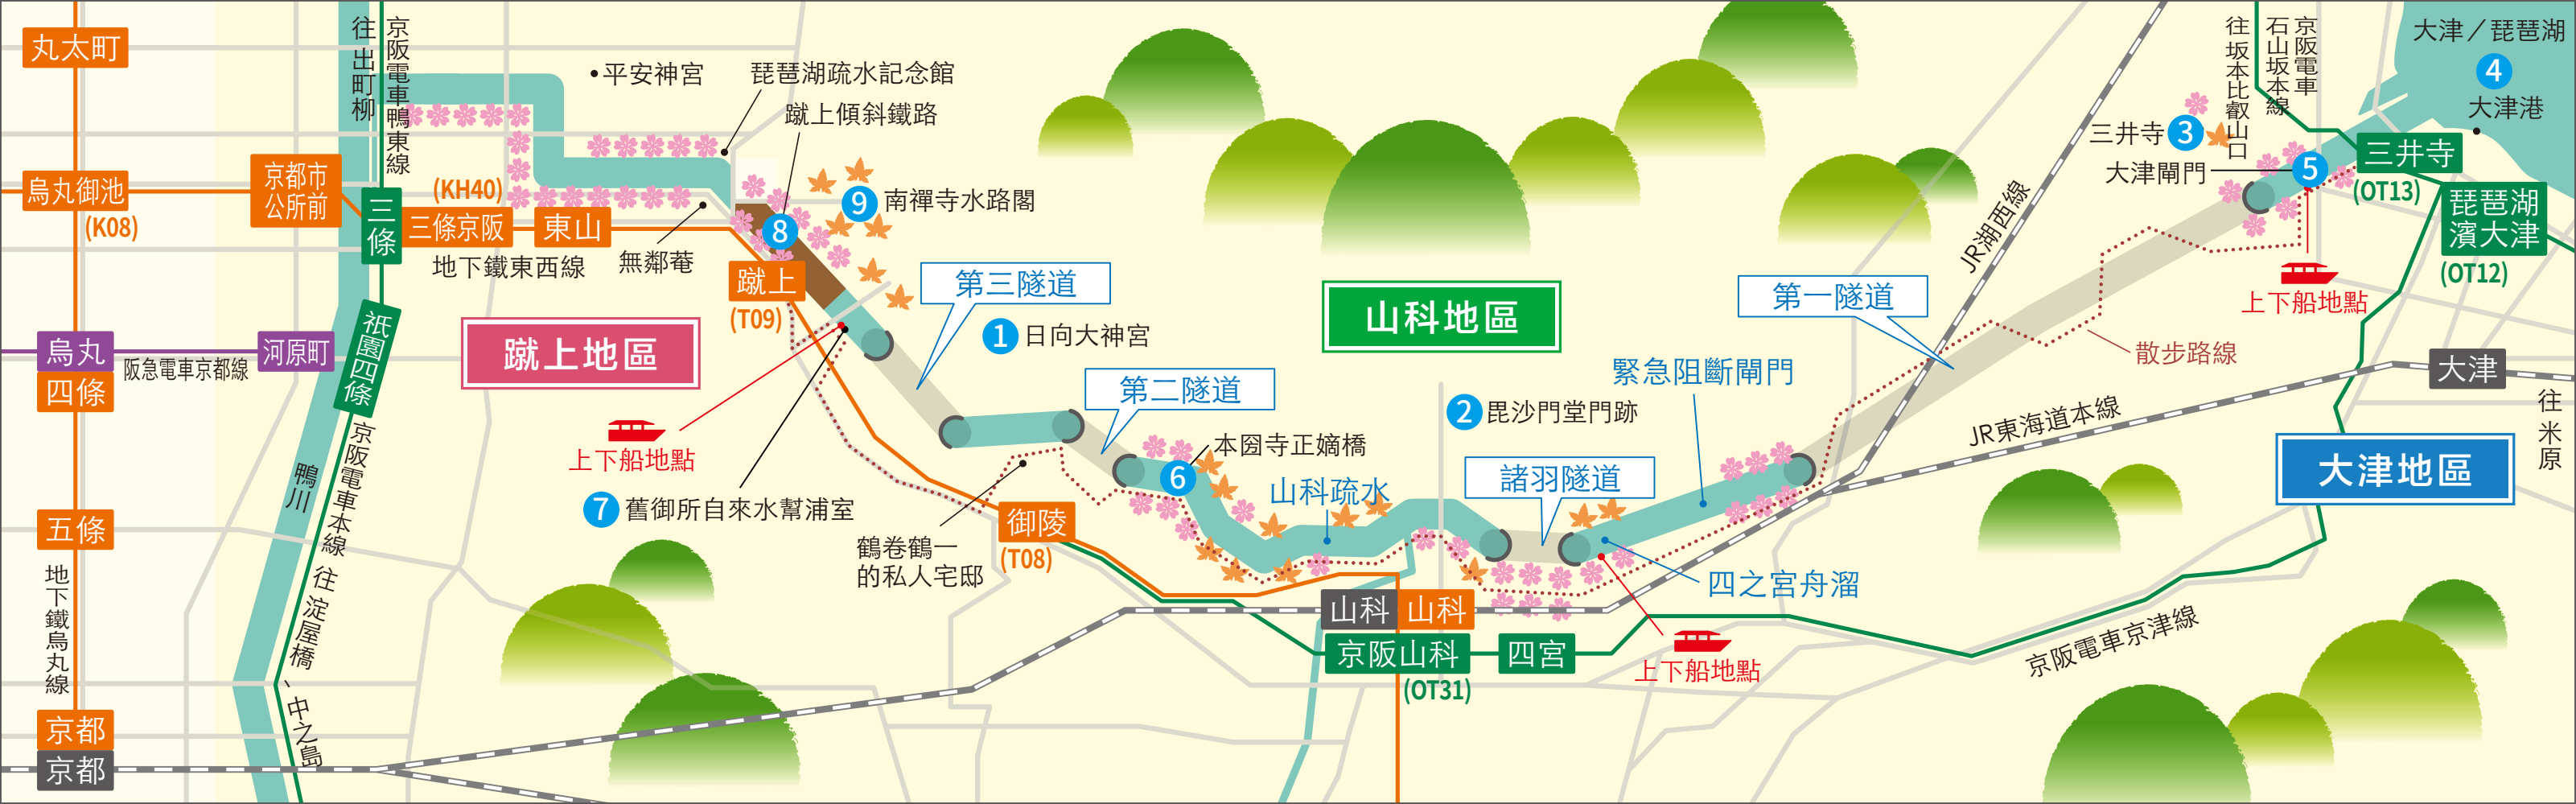 丸太町
烏丸御池
(K08)
京都市
公所前
往 出町柳
京阪電車鴨東線
三條
(KH40)
三條京阪
東山
地下鐵東西線
•平安神宮
琵琶湖疏水記念館
蹴上傾斜鐵路
9
南禪寺水路閣
8
無鄰菴
蹴上
(T09)
蹴上地區
烏丸
四條
阪急電車京都線
河原町
祇園四條
鴨川
京阪電車本線 往 淀屋橋、中之島
五條
地下鐵烏丸線
京都
京都
第三隧道
1
日向大神宮
第二隧道
上下船地點
7
舊御所自來水幫浦室
鶴卷鶴一
的私人宅邸
御陵
(T08)
6
本圀寺正嫡橋
山科疏水
山科地區
2
毘沙門堂門跡
諸羽隧道
緊急阻斷閘門
四之宮舟溜
上下船地點
山科
山科
京阪山科
(OT31)
四宮
第一隧道
JR湖西線
JR東海道本線
京阪電車京津線
散步路線
往 坂本比叡山口
石山坂本線
京阪電車
大津／琵琶湖
4
大津港
三井寺
3
大津閘門
5
三井寺
(OT13)
琵琶湖
濱大津
(OT12)
上下船地點
大津
往 米原
大津地區